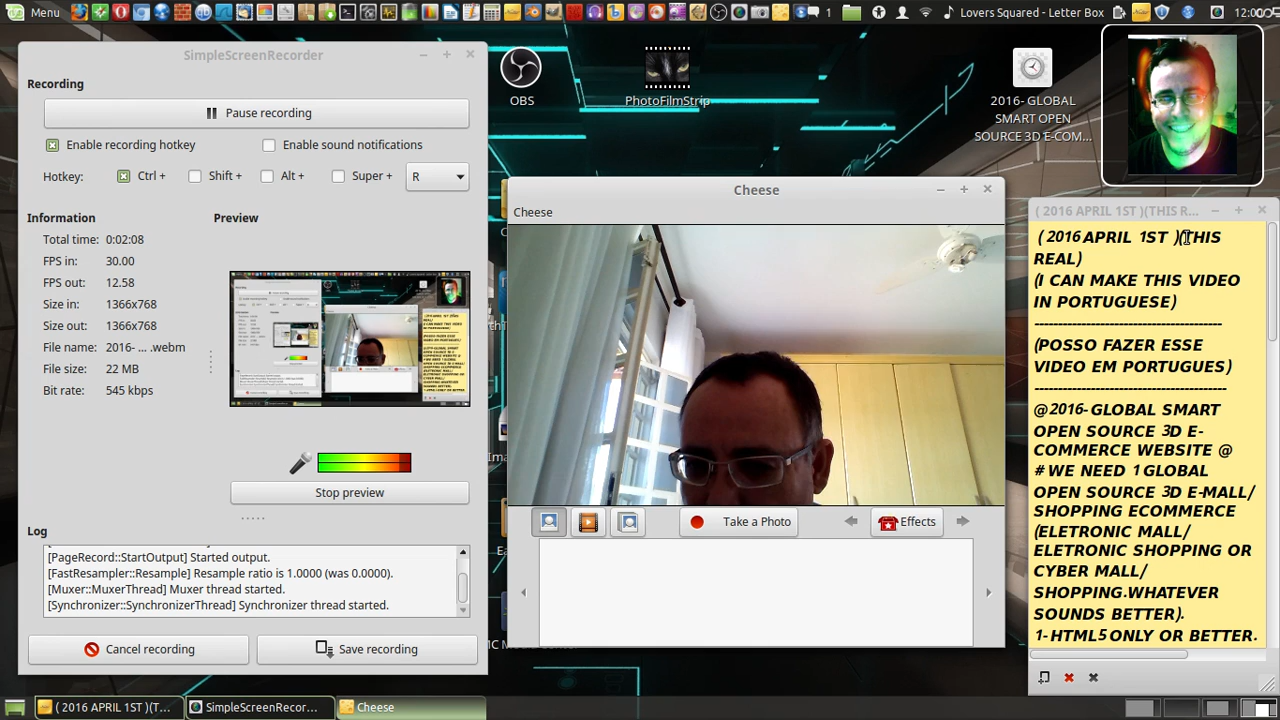 Menu
1
Lovers Squared - Letter Box
12:00
SimpleScreenRecorder
Recording
Pause recording
Enable recording hotkey
Enable sound notifications
Hotkey:
Ctrl +
Shift +
Alt +
Super +
R
Information
Preview
Total time: 0:02:08
FPS in: 30.00
FPS out: 12.58
Size in: 1366x768
Size out: 1366x768
File name: 2016- ... .webm
File size: 22 MB
Bit rate: 545 kbps
Stop preview
Log
[PageRecord::StartOutput] Started output.
[FastResampler::Resample] Resample ratio is 1.0000 (was 0.0000).
[Muxer::MuxerThread] Muxer thread started.
[Synchronizer::SynchronizerThread] Synchronizer thread started.
Cancel recording
Save recording
OBS
PhotoFilmStrip
2016- GLOBAL
SMART OPEN
SOURCE 3D E-COM...
Cheese
Cheese
Take a Photo
Effects
( 2016 APRIL 1ST )(THIS R...
( 2016 APRIL 1ST )(THIS
REAL)
(I CAN MAKE THIS VIDEO
IN PORTUGUESE)
----------------------------------------
(POSSO FAZER ESSE
VIDEO EM PORTUGUES)
-----------------------------------------
@2016- GLOBAL SMART
OPEN SOURCE 3D E-
COMMERCE WEBSITE @
# WE NEED 1 GLOBAL
OPEN SOURCE 3D E-MALL/
SHOPPING ECOMMERCE
(ELETRONIC MALL/
ELETRONIC SHOPPING OR
CYBER MALL/
SHOPPING.WHATEVER
SOUNDS BETTER).
1- HTML5 ONLY OR BETTER.
( 2016 APRIL 1ST )(T...
SimpleScreenRecor...
Cheese